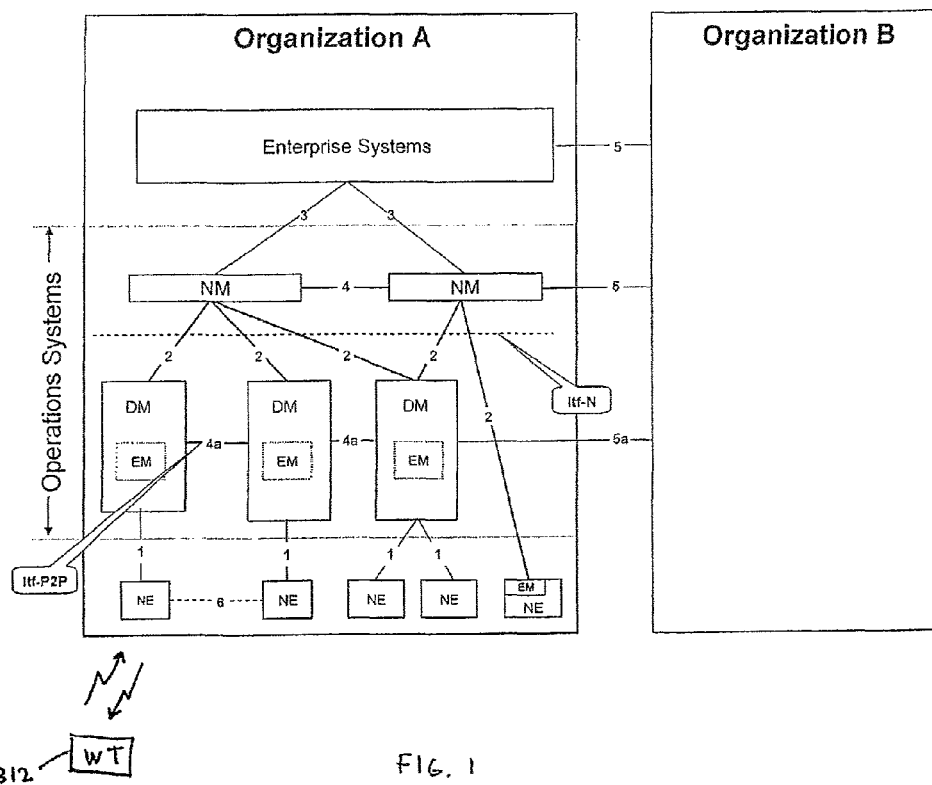 Organization A
Organization B
Enterprise Systems
5
3
3
Operations Systems
NM
4
NM
5
2
2
2
2
Itf-N
2
DM
DM
DM
EM
4a
EM
4a
EM
5a
1
1
1
1
Itf-P2P
NE
6
NE
NE
NE
EM
NE
312
WT
FIG. 1